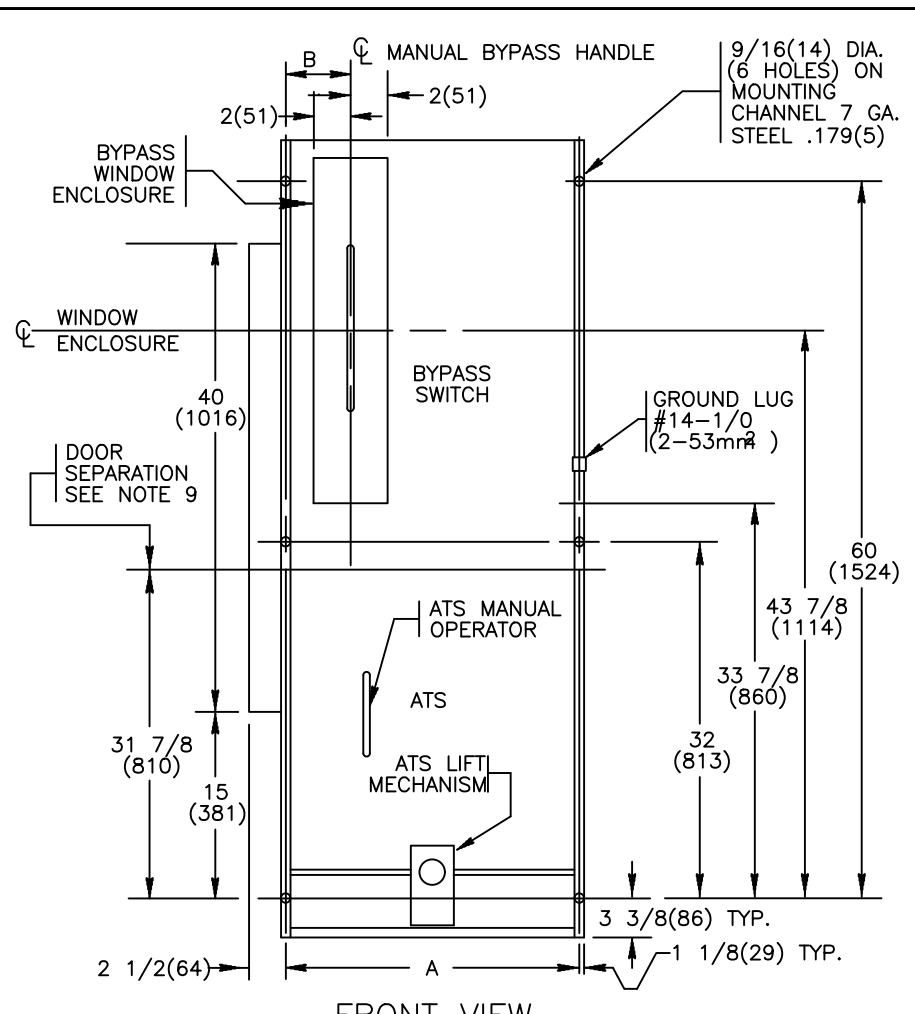 B
℄ MANUAL BYPASS HANDLE
2(51)
2(51)
9/16(14) DIA.
(6 HOLES) ON
MOUNTING
CHANNEL 7 GA.
STEEL .179(5)
BYPASS
WINDOW
ENCLOSURE
℄ WINDOW
ENCLOSURE
BYPASS
SWITCH
40
(1016)
GROUND LUG
#14-1/0
(2-53mm² )
DOOR
SEPARATION
SEE NOTE 9
60
(1524)
43 7/8
(1114)
ATS MANUAL
OPERATOR
33 7/8
(860)
ATS
32
(813)
31 7/8
(810)
ATS LIFT
MECHANISM
15
(381)
3 3/8(86) TYP.
2 1/2(64)
A
1 1/8(29) TYP.
FRONT VIEW